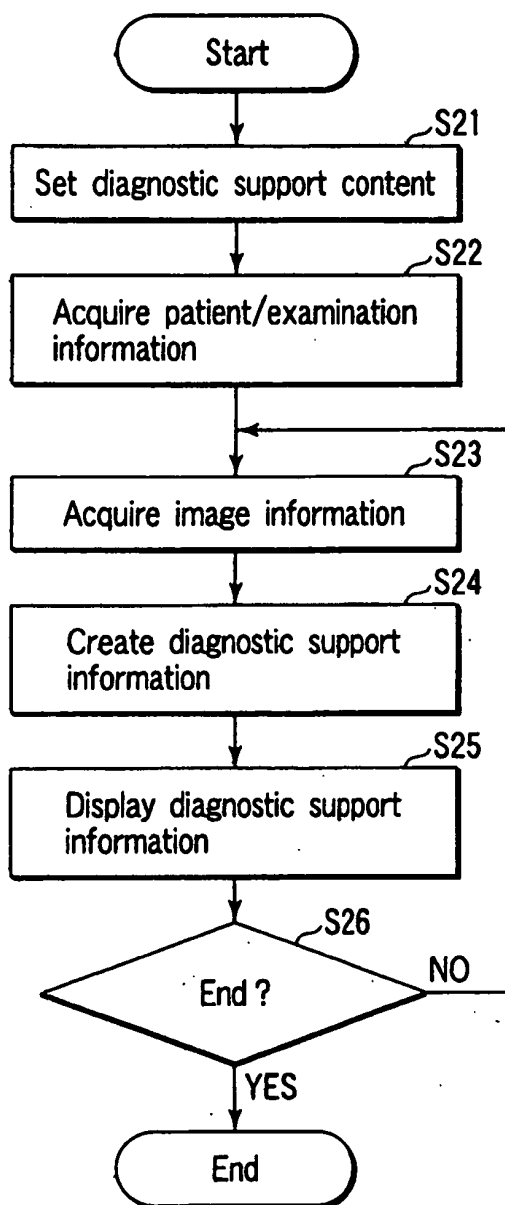 Start
S21
Set diagnostic support content
S22
Acquire patient/examination
information
S23
Acquire image information
S24
Create diagnostic support
information
S25
Display diagnostic support
information
S26
End ?
NO
YES
End